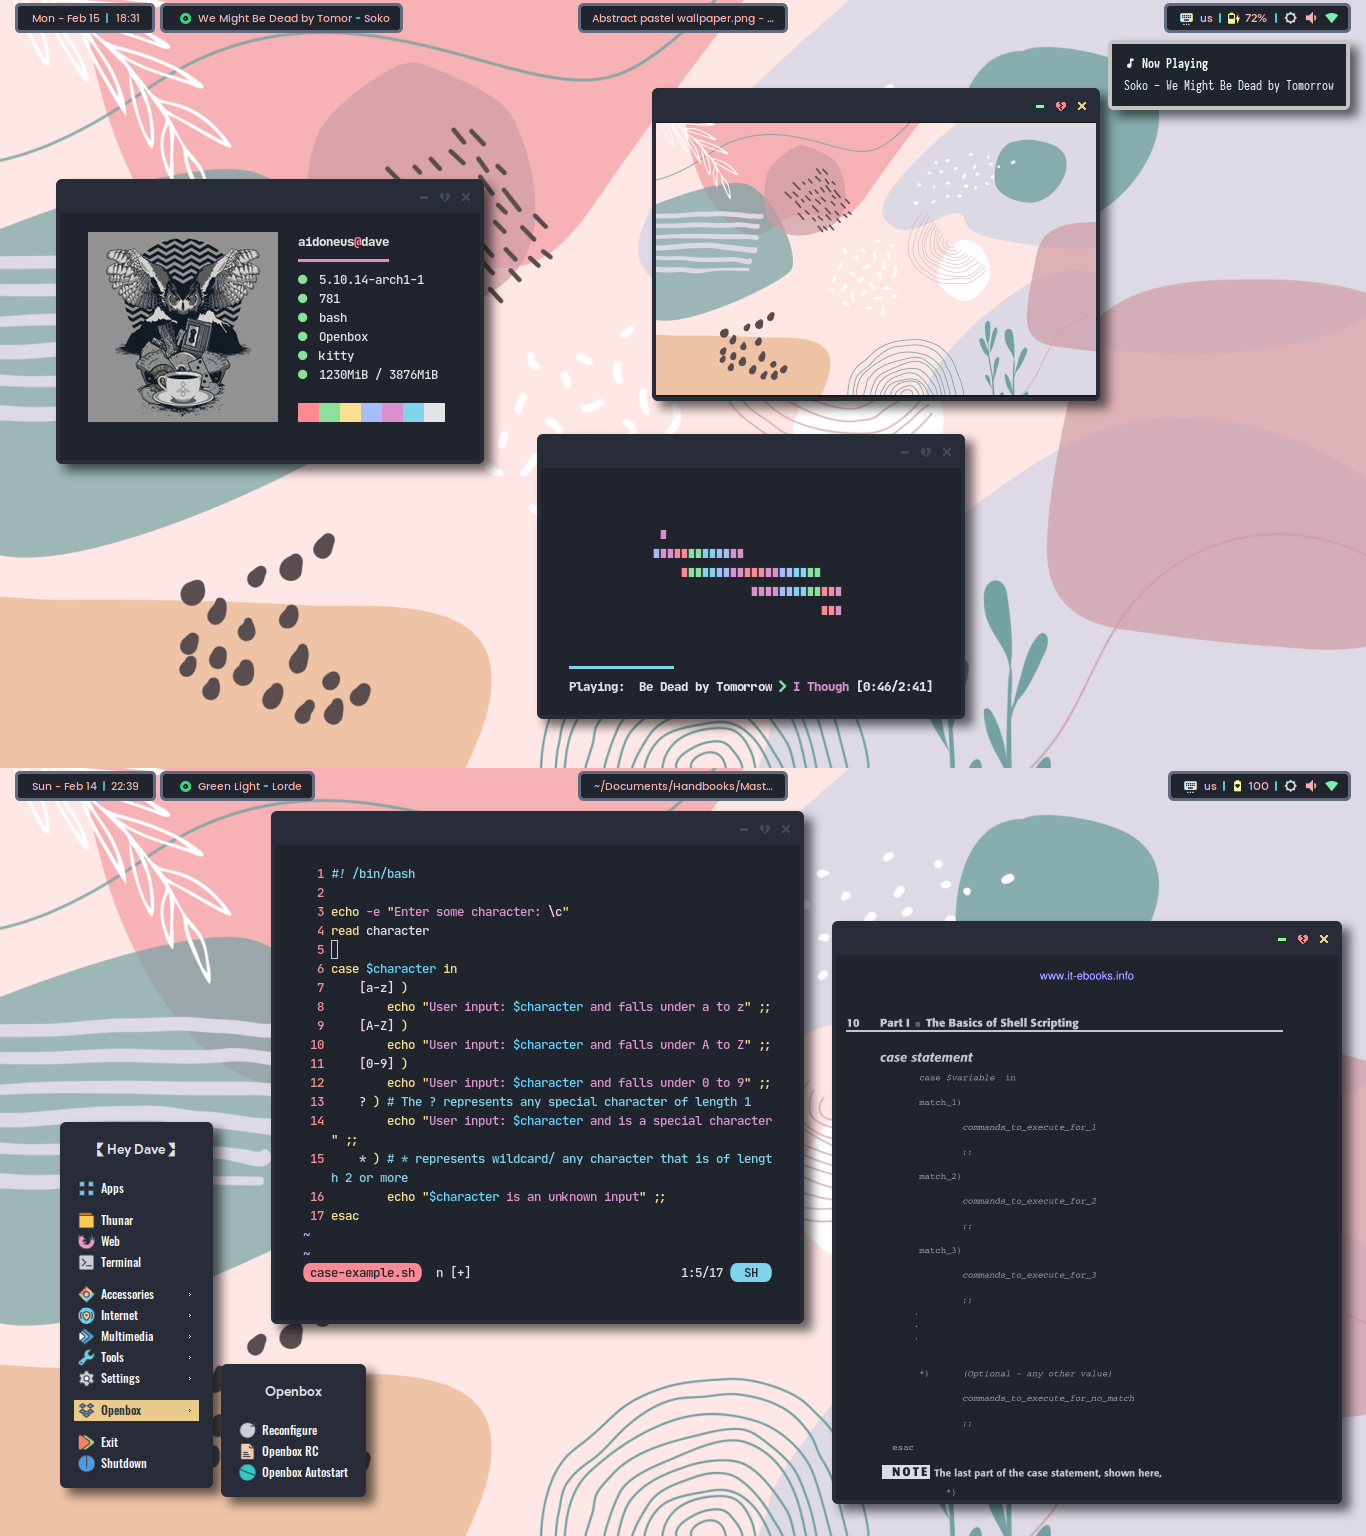 Mon - Feb 15 | 18:31
We Might Be Dead by Tomor - Soko
Abstract pastel wallpaper.png - ...
us | 72% |
Now Playing
Soko - We Might Be Dead by Tomorrow
aidoneus@dave
5.10.14-arch1-1
781
bash
Openbox
kitty
1230MiB / 3876MiB
Playing: Be Dead by Tomorrow > I Though [0:46/2:41]
Sun - Feb 14 | 22:39
Green Light - Lorde
~/Documents/Handbooks/Mast...
us | 100 |
1 #! /bin/bash
2
3 echo -e "Enter some character: \c"
4 read character
5
6 case $character in
7 [a-z] )
8 echo "User input: $character and falls under a to z" ;;
9 [A-Z] )
10 echo "User input: $character and falls under A to Z" ;;
11 [0-9] )
12 echo "User input: $character and falls under 0 to 9" ;;
13 ? ) # The ? represents any special character of length 1
14 echo "User input: $character and is a special character
" ;;
15 * ) # * represents wildcard/ any character that is of lengt
h 2 or more
16 echo "$character is an unknown input" ;;
17 esac
~
~
case-example.sh n [+] 1:5/17 SH
www.it-ebooks.info
10 Part I ■ The Basics of Shell Scripting
case statement
case $variable in
match_1)
commands_to_execute_for_1
;;
match_2)
commands_to_execute_for_2
;;
match_3)
commands_to_execute_for_3
;;
.
.
.
*) (Optional - any other value)
commands_to_execute_for_no_match
;;
esac
NOTE The last part of the case statement, shown here,
*)
【Hey Dave】
Apps
Thunar
Web
Terminal
Accessories ›
Internet ›
Multimedia ›
Tools ›
Settings ›
Openbox ›
Exit
Shutdown
Openbox
Reconfigure
Openbox RC
Openbox Autostart